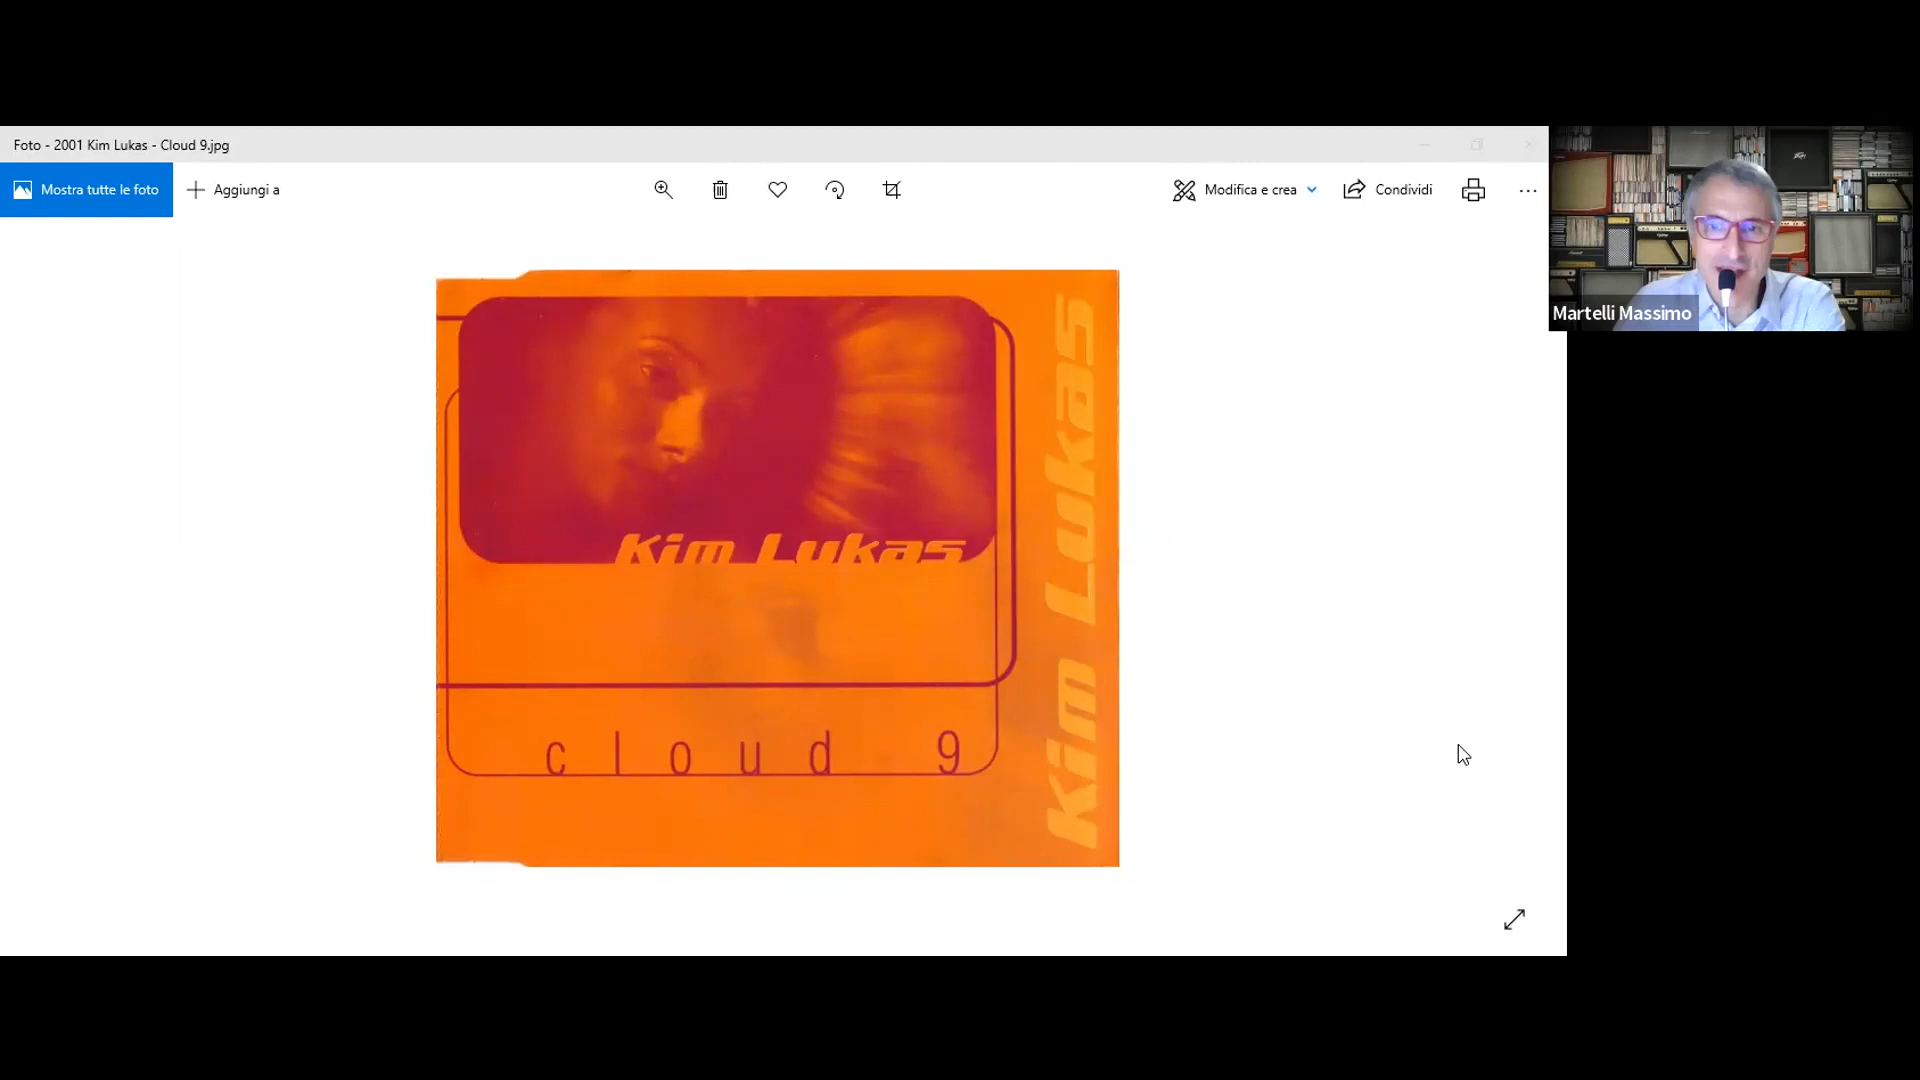 Foto - 2001 Kim Lukas - Cloud 9.jpg
Mostra tutte le foto
Aggiungi a
Modifica e crea
Condividi
Martelli Massimo
Kim Lukas
Kim Lukas
cloud 9